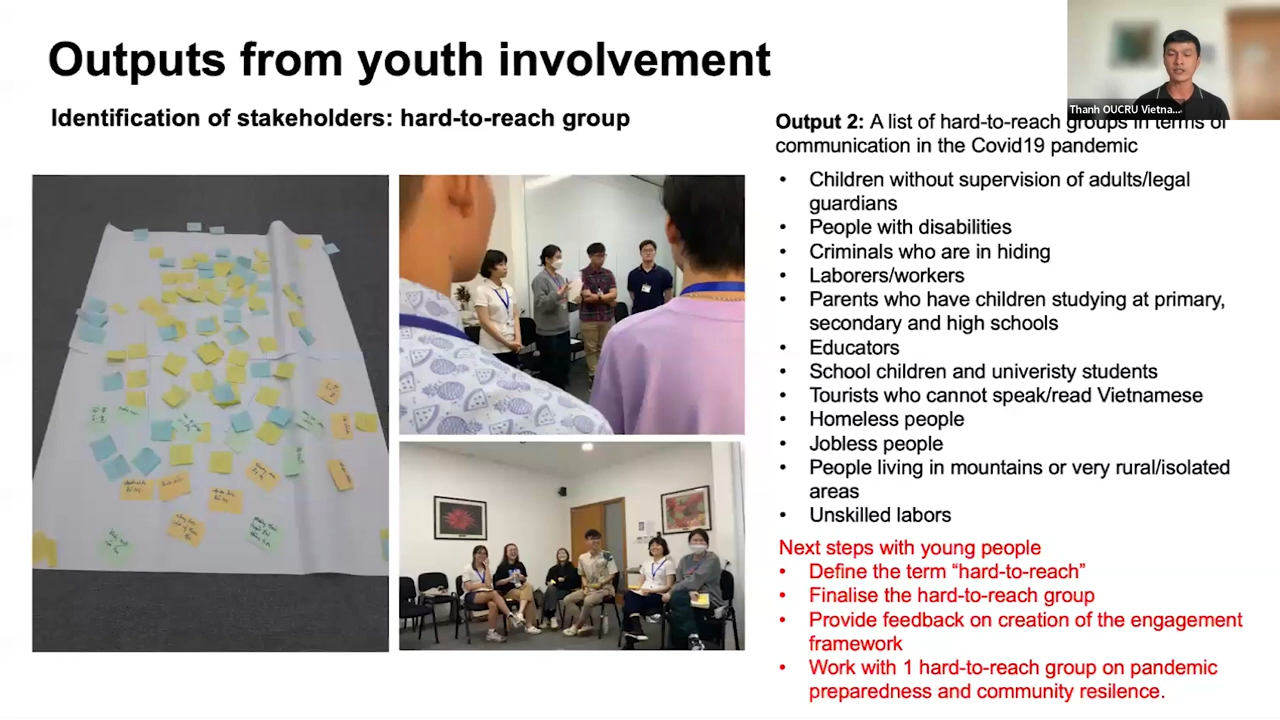 Outputs from youth involvement
Identification of stakeholders: hard-to-reach group
Thanh OUCRU Vietna...
Output 2: A list of hard-to-reach groups in terms of
communication in the Covid19 pandemic
• Children without supervision of adults/legal
guardians
• People with disabilities
• Criminals who are in hiding
• Laborers/workers
• Parents who have children studying at primary,
secondary and high schools
• Educators
• School children and univeristy students
• Tourists who cannot speak/read Vietnamese
• Homeless people
• Jobless people
• People living in mountains or very rural/isolated
areas
• Unskilled labors
Next steps with young people
• Define the term “hard-to-reach”
• Finalise the hard-to-reach group
• Provide feedback on creation of the engagement
framework
• Work with 1 hard-to-reach group on pandemic
preparedness and community resilence.